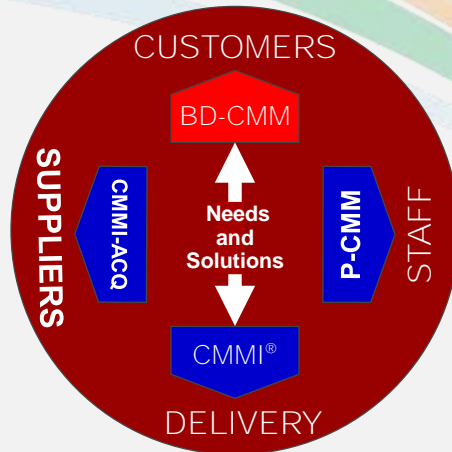 CUSTOMERS
BD-CMM
SUPPLIERS
CMMI-ACQ
Needs
and
Solutions
P-CMM
STAFF
CMMI®
DELIVERY